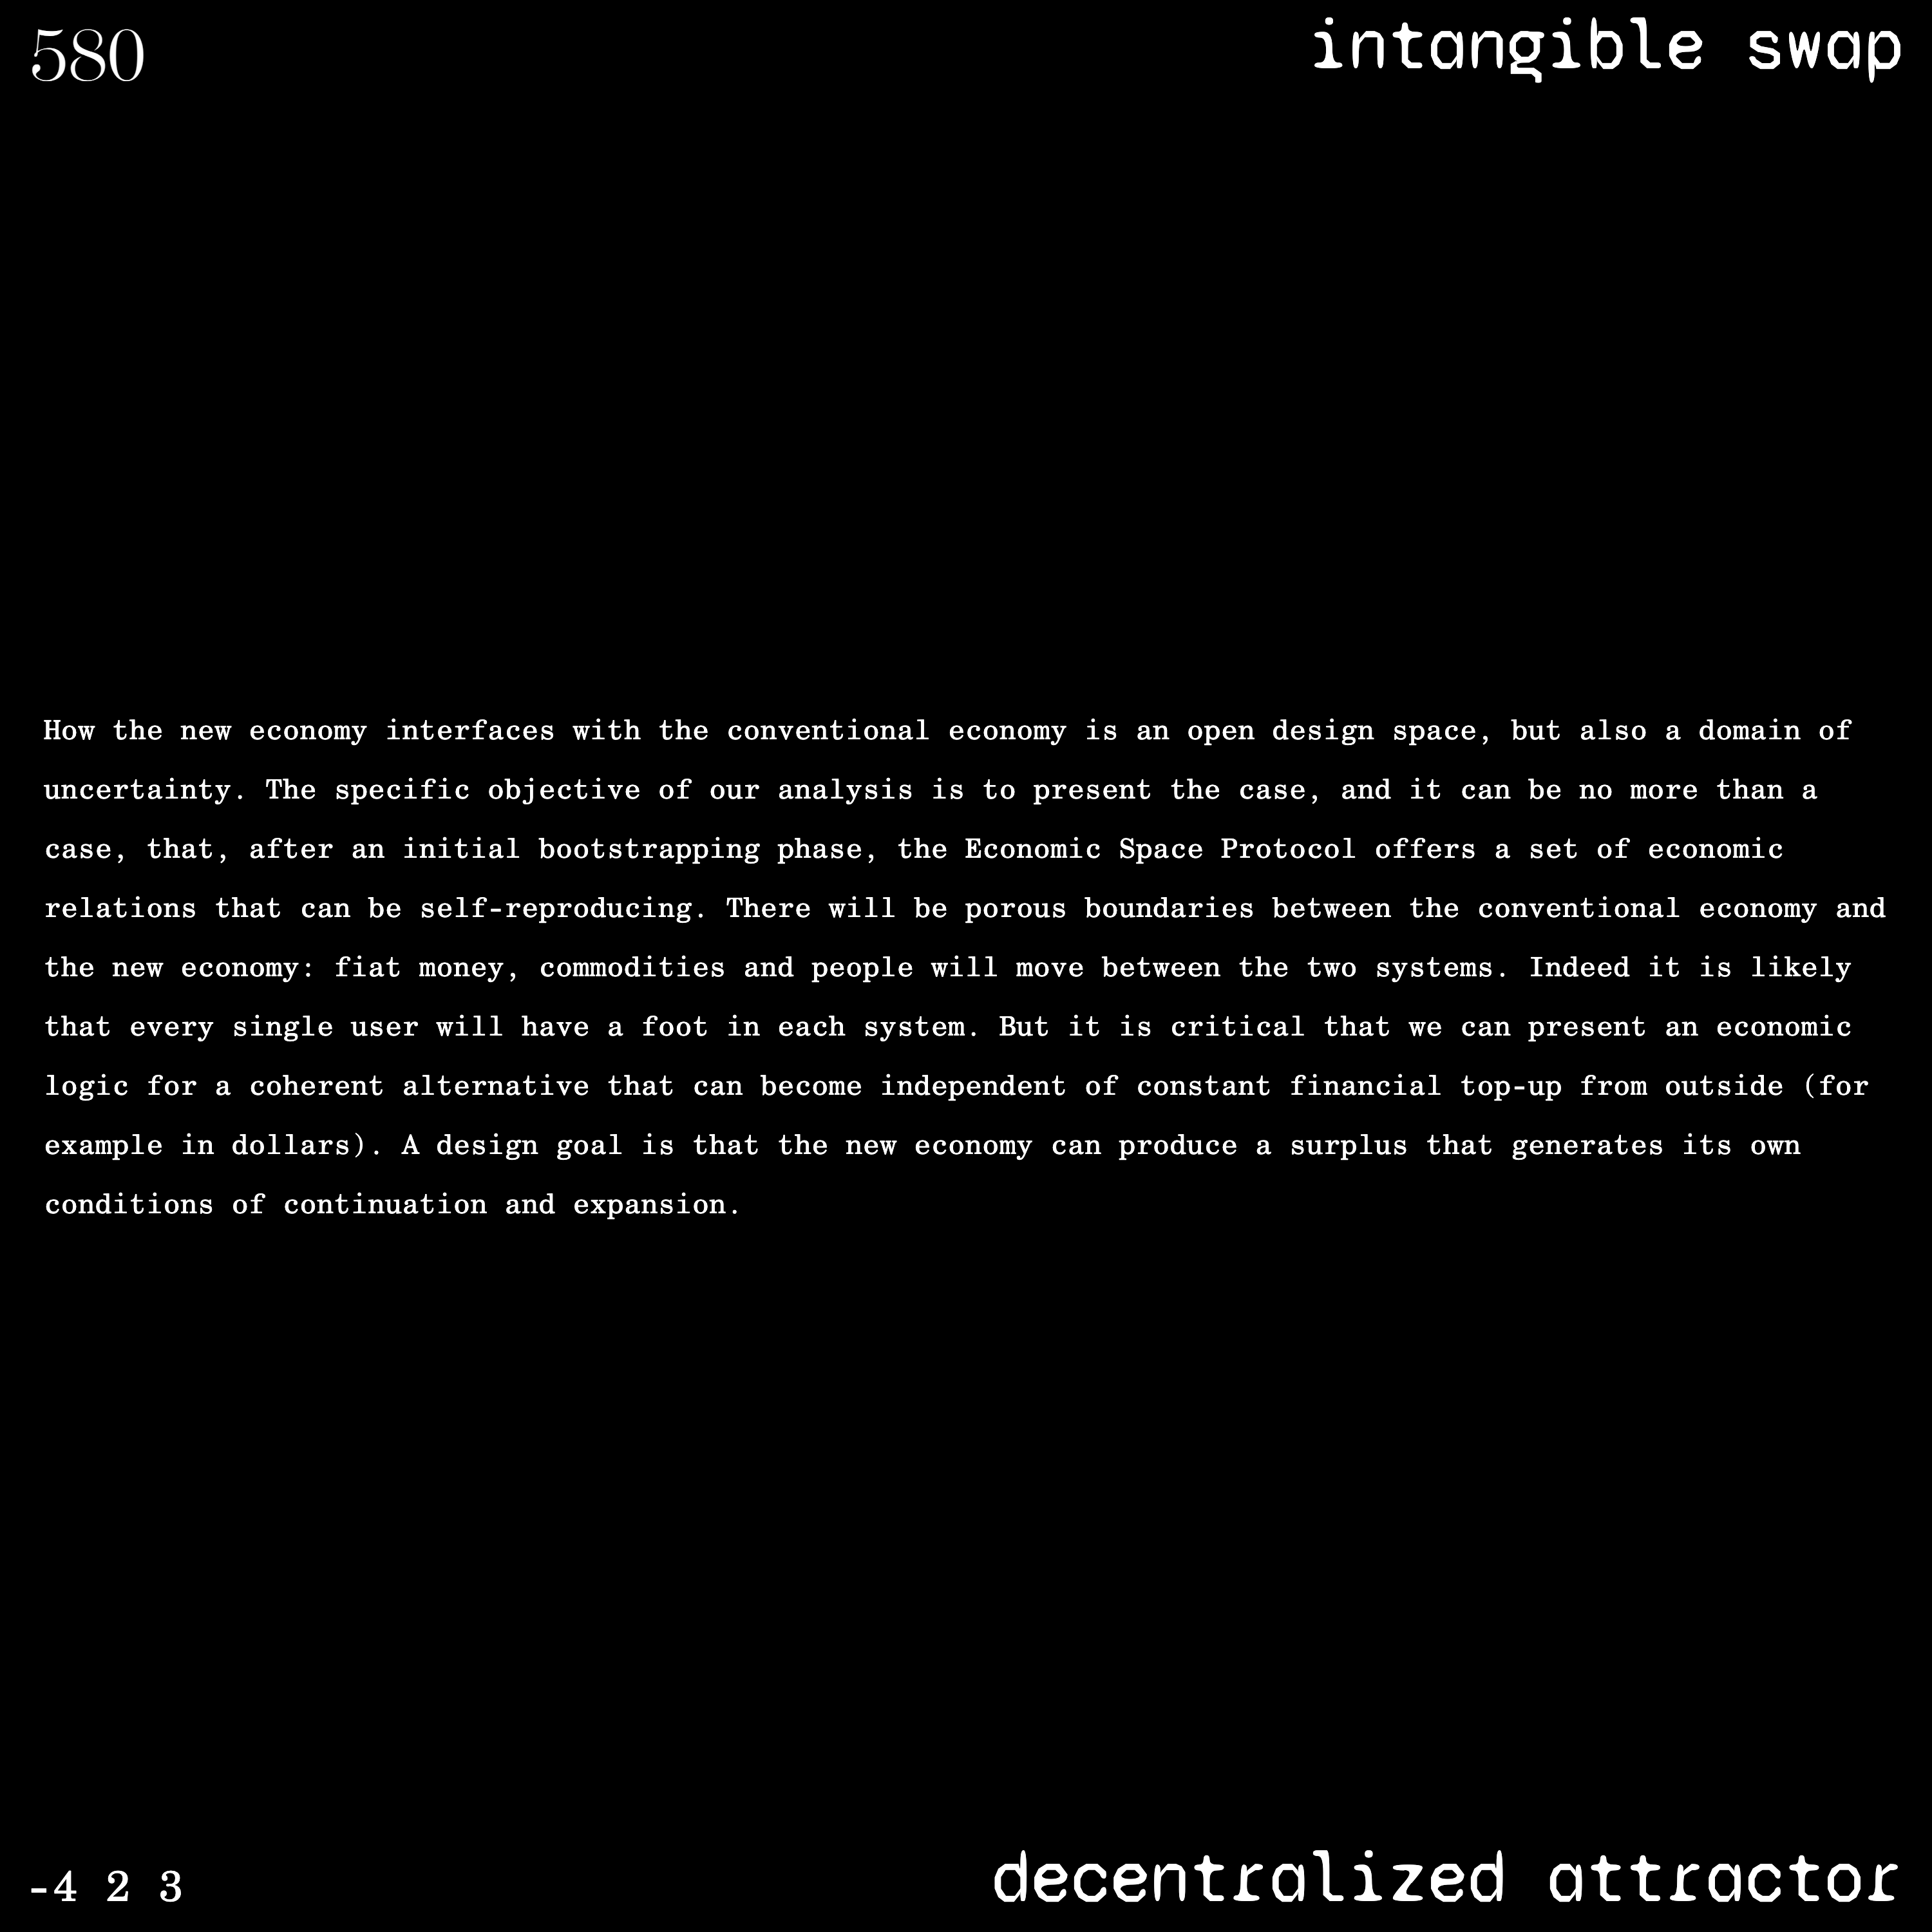 580
intangible swap
How the new economy interfaces with the conventional economy is an open design space, but also a domain of
uncertainty. The specific objective of our analysis is to present the case, and it can be no more than a
case, that, after an initial bootstrapping phase, the Economic Space Protocol offers a set of economic
relations that can be self-reproducing. There will be porous boundaries between the conventional economy and
the new economy: fiat money, commodities and people will move between the two systems. Indeed it is likely
that every single user will have a foot in each system. But it is critical that we can present an economic
logic for a coherent alternative that can become independent of constant financial top-up from outside (for
example in dollars). A design goal is that the new economy can produce a surplus that generates its own
conditions of continuation and expansion.
-4 2 3
decentralized attractor